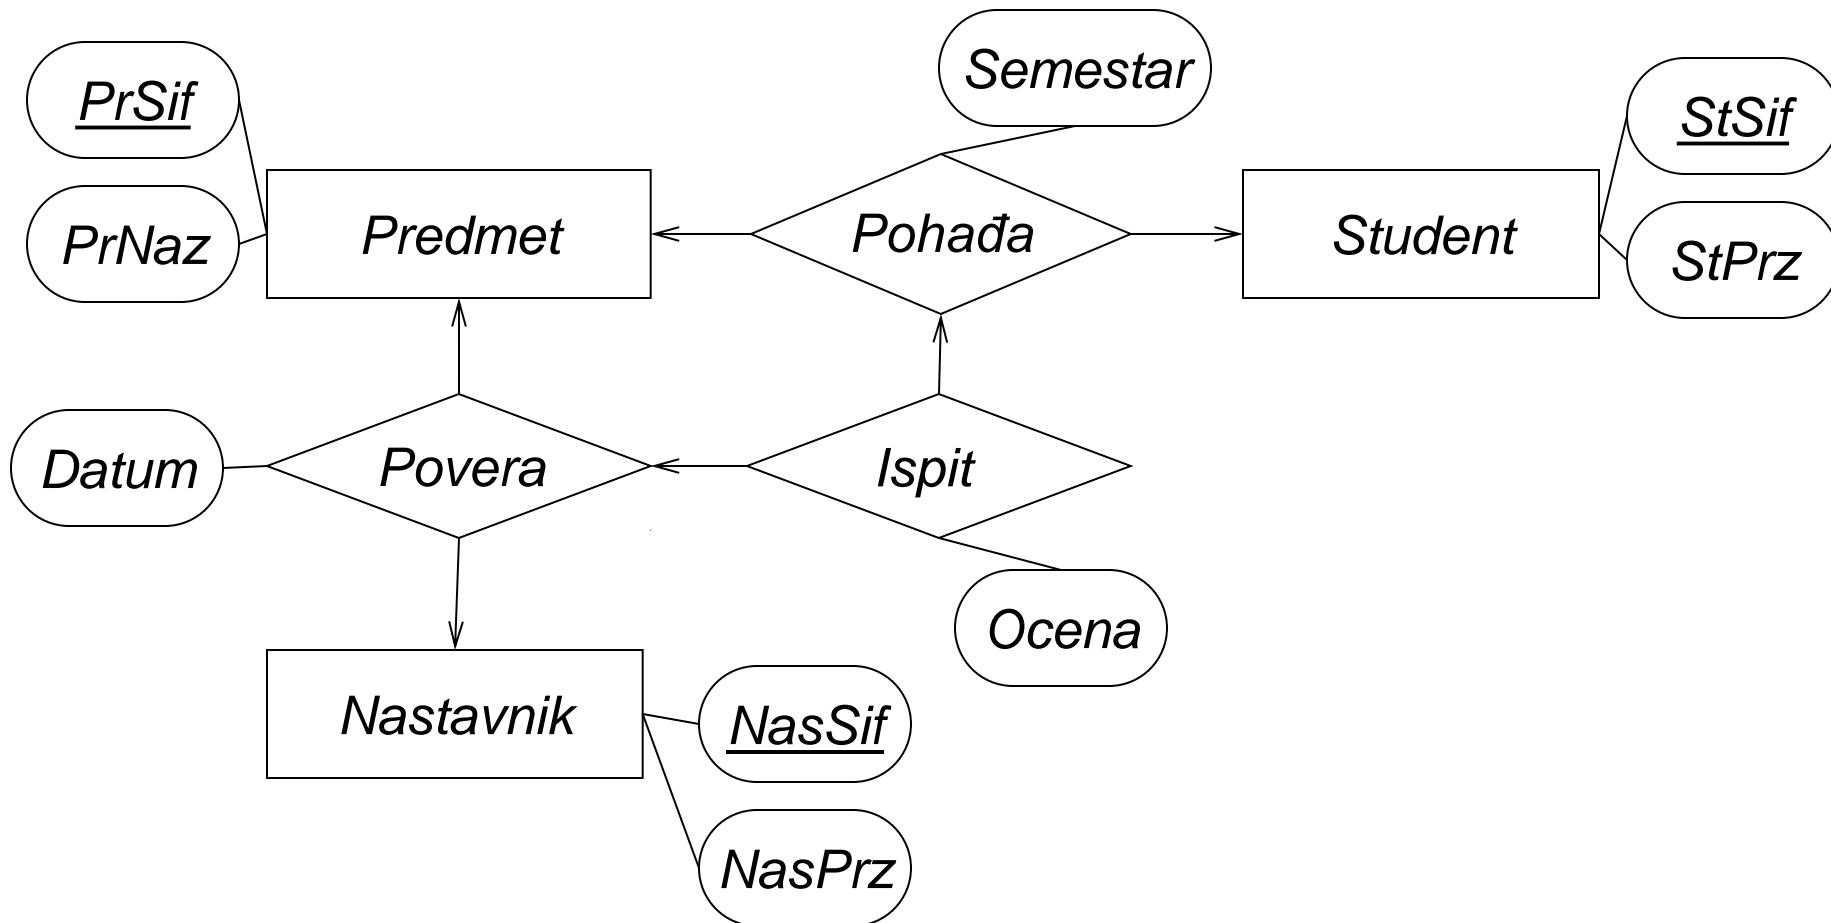 Semestar
PrSif
StSif
PrNaz
Predmet
Pohađa
Student
StPrz
Datum
Povera
Ispit
Ocena
Nastavnik
NasSif
NasPrz